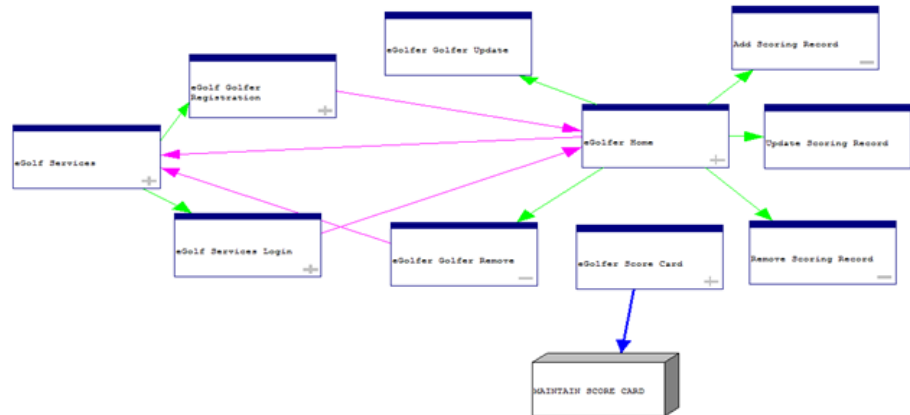 eGolfer Golfer Update
Add Scoring Record
eGolf Golfer
Registration
eGolf Services
eGolfer Home
Update Scoring Record
eGolf Services Login
eGolfer Golfer Remove
eGolfer Score Card
Remove Scoring Record
MAINTAIN SCORE CARD